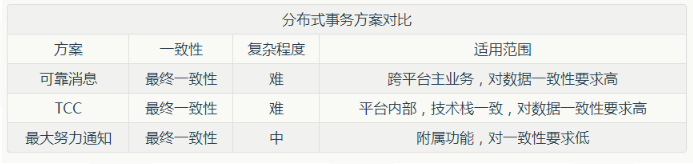 分布式事务方案对比
方案 一致性 复杂程度 适用范围
可靠消息 最终一致性 难 跨平台主业务，对数据一致性要求高
TCC 最终一致性 难 平台内部，技术栈一致，对数据一致性要求高
最大努力通知 最终一致性 中 附属功能，对一致性要求低